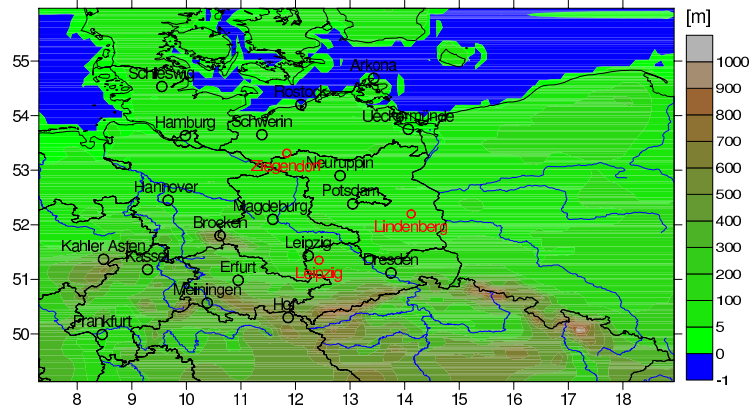 [m]
55
54
53
52
51
50
8 9 10 11 12 13 14 15 16 17 18
1000
900
800
700
600
500
400
300
200
100
5
0
-1
Schleswig
Arkona
Rostock
Hamburg
Schwerin
Ueckermünde
Ziegendorf
Neuruppin
Hannover
Potsdam
Magdeburg
Lindenberg
Brocken
Kahler Asten
Kassel
Leipzig
Leipzig
Dresden
Erfurt
Meiningen
Hof
Frankfurt